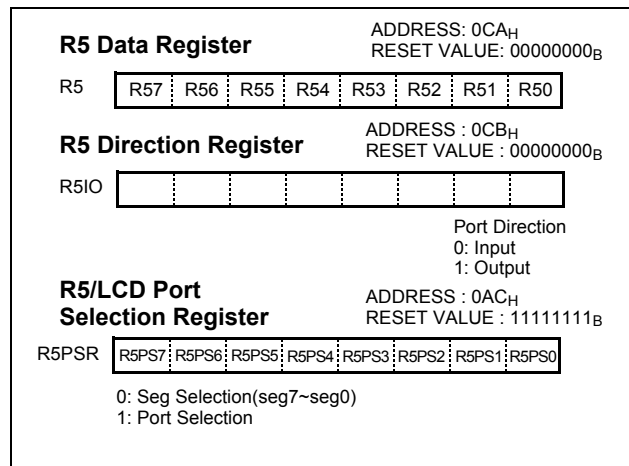 R5 Data Register
ADDRESS: 0CAH
RESET VALUE: 00000000B
R5 R57 R56 R55 R54 R53 R52 R51 R50
R5 Direction Register
ADDRESS : 0CBH
RESET VALUE : 00000000B
R5IO
Port Direction
0: Input
1: Output
R5/LCD Port
Selection Register
ADDRESS : 0ACH
RESET VALUE : 11111111B
R5PSR R5PS7 R5PS6 R5PS5 R5PS4 R5PS3 R5PS2 R5PS1 R5PS0
0: Seg Selection(seg7~seg0)
1: Port Selection